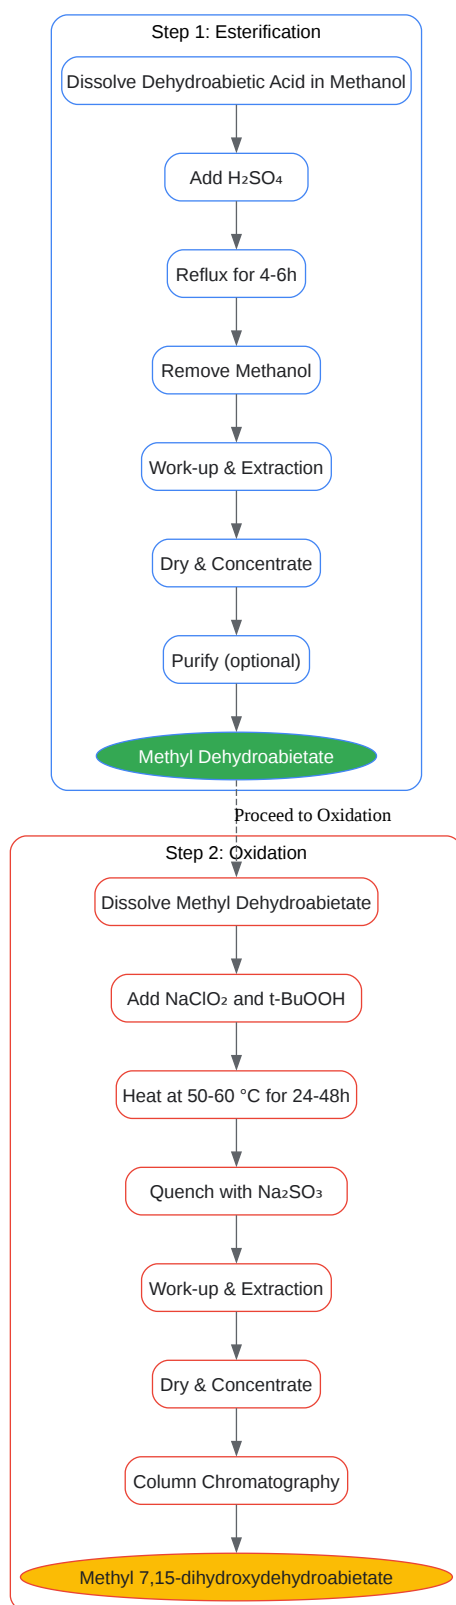 Step 1: Esterification
Dissolve Dehydroabietic Acid in Methanol
Add H₂SO₄
Reflux for 4-6h
Remove Methanol
Work-up & Extraction
Dry & Concentrate
Purify (optional)
Methyl Dehydroabietate
Proceed to Oxidation
Step 2: Oxidation
Dissolve Methyl Dehydroabietate
Add NaClO₂ and t-BuOOH
Heat at 50-60 °C for 24-48h
Quench with Na₂SO₃
Work-up & Extraction
Dry & Concentrate
Column Chromatography
Methyl 7,15-dihydroxydehydroabietate